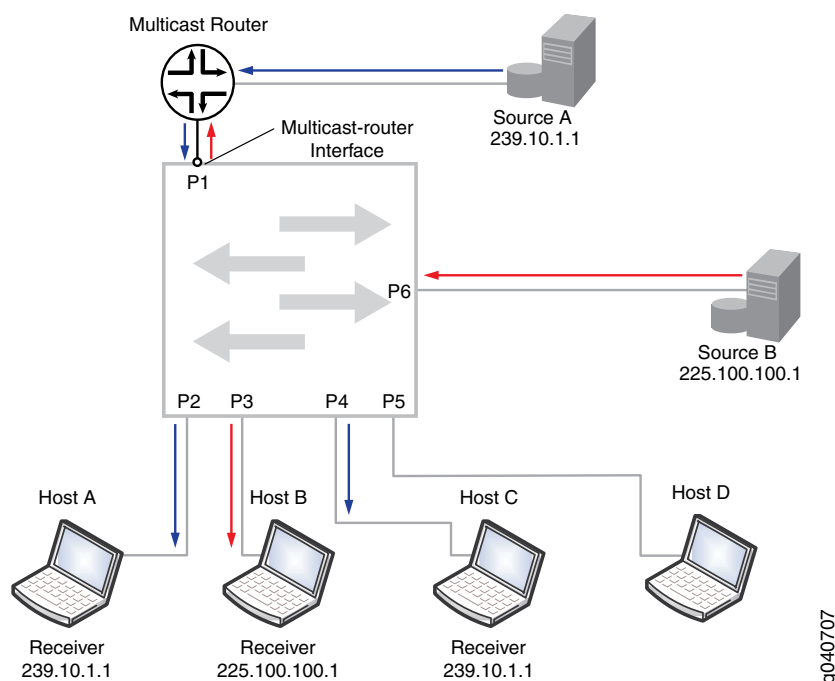 Multicast Router
Source A
239.10.1.1
Multicast-router
Interface
P1
P6
Source B
225.100.100.1
P2
P3
P4
P5
Host A
Host B
Host C
Host D
Receiver
239.10.1.1
Receiver
225.100.100.1
Receiver
239.10.1.1
g040707